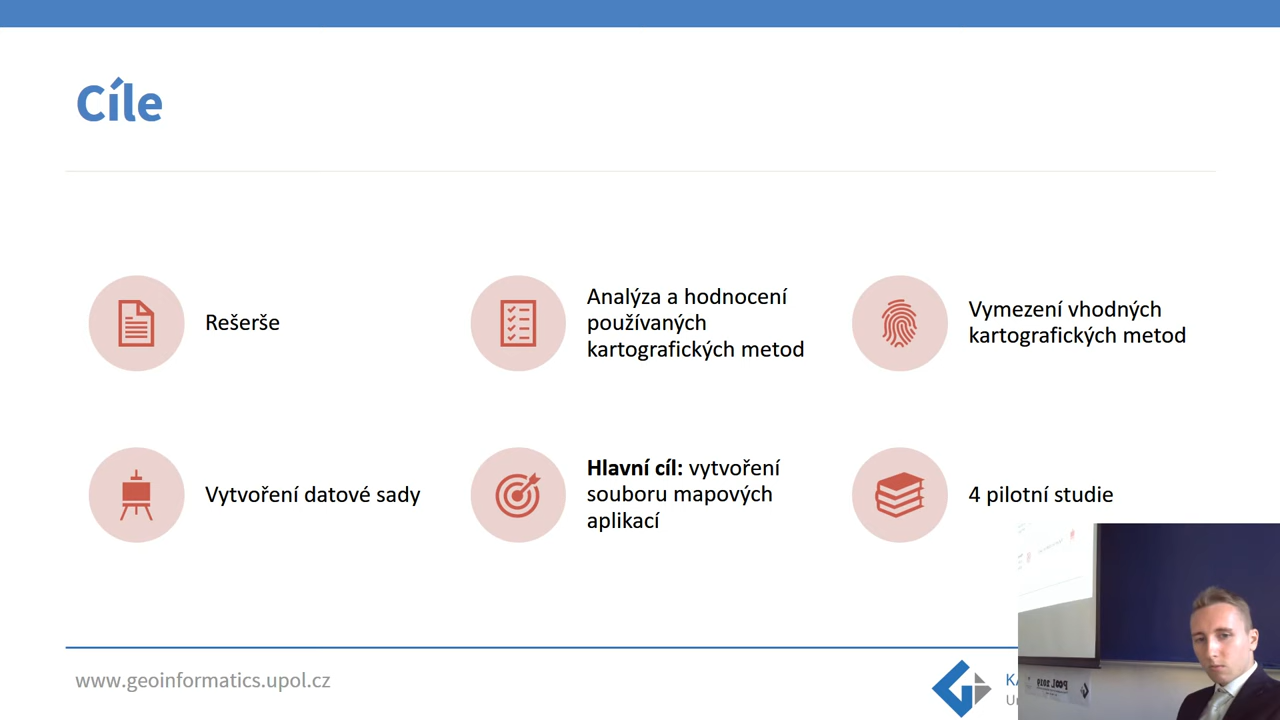 Cíle
Rešerše
Analýza a hodnocení
používaných
kartografických metod
Vymezení vhodných
kartografických metod
Vytvoření datové sady
Hlavní cíl: vytvoření
souboru mapových
aplikací
4 pilotní studie
www.geoinformatics.upol.cz